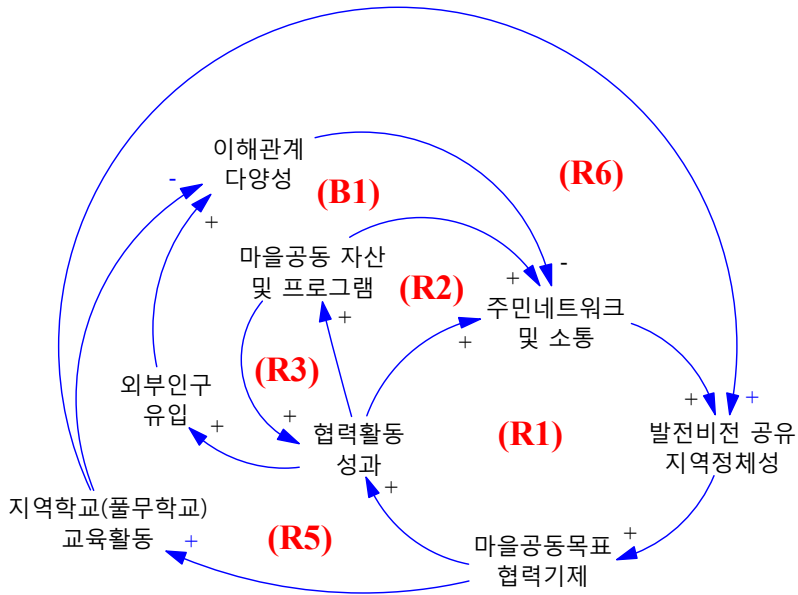 이해관계
다양성
-
(B1)
(R6)
+
마을공동 자산
및 프로그램
(R2)
+
-
주민네트워크
및 소통
+
+
(R3)
외부인구
유입
+
+
협력활동
성과
(R1)
+
+
발전비전 공유
지역정체성
+
지역학교(풀무학교)
교육활동
+
(R5)
마을공동목표
협력기제
+